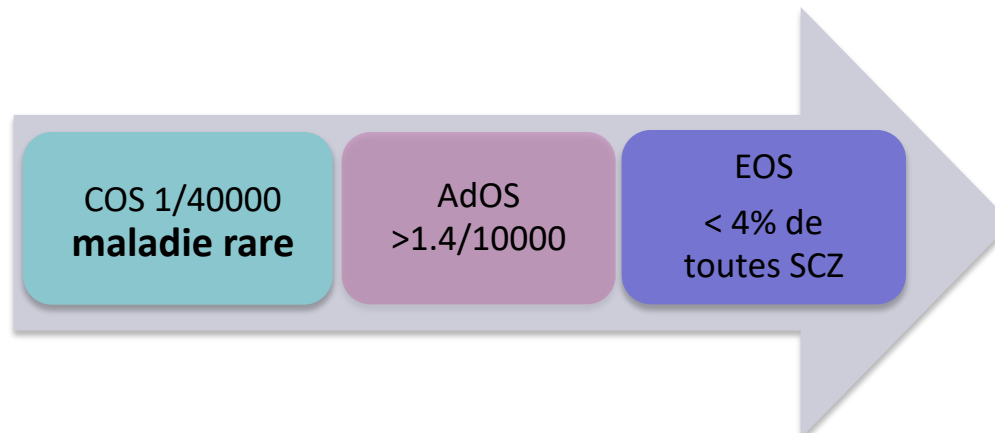 COS 1/40000
maladie rare
AdOS
>1.4/10000
EOS
< 4% de
toutes SCZ